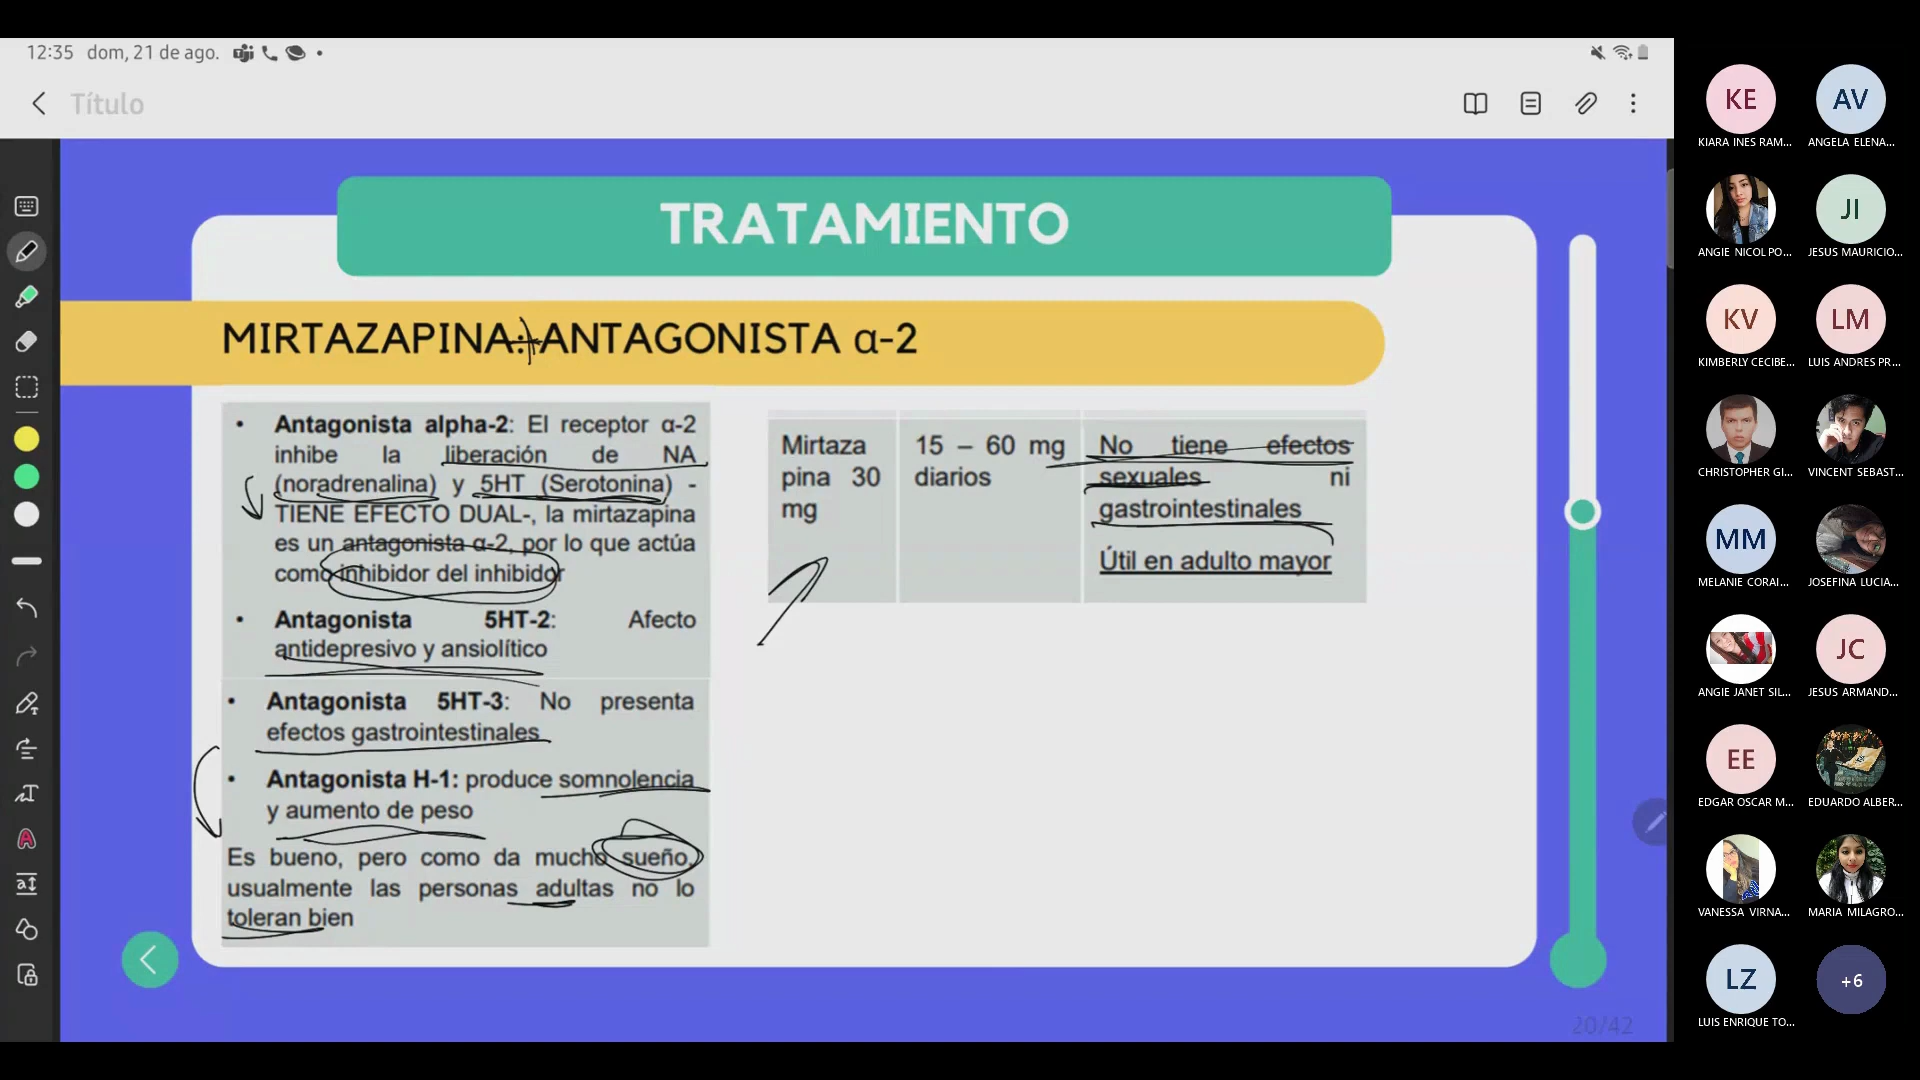 12:35 dom, 21 de ago.
Título
TRATAMIENTO
MIRTAZAPINA: ANTAGONISTA α-2
• Antagonista alpha-2: El receptor α-2
inhibe la liberación de NA
(noradrenalina) y 5HT (Serotonina) -
TIENE EFECTO DUAL-, la mirtazapina
es un antagonista α-2, por lo que actúa
como inhibidor del inhibidor
• Antagonista 5HT-2: Afecto
antidepresivo y ansiolítico
• Antagonista 5HT-3: No presenta
efectos gastrointestinales
• Antagonista H-1: produce somnolencia
y aumento de peso
Es bueno, pero como da mucho sueño,
usualmente las personas adultas no lo
toleran bien
Mirtaza
pina 30
mg
15 – 60 mg
diarios
No tiene efectos
sexuales ni
gastrointestinales
Útil en adulto mayor
20/42
KE
KIARA INES RAM...
AV
ANGELA ELENA...
ANGIE NICOL PO...
JI
JESUS MAURICIO...
KV
KIMBERLY CECIBE...
LM
LUIS ANDRES PR...
CHRISTOPHER GI...
VINCENT SEBAST...
MM
MELANIE CORAI...
JOSEFINA LUCIA...
ANGIE JANET SIL...
JC
JESUS ARMAND...
EE
EDGAR OSCAR M...
EDUARDO ALBER...
VANESSA VIRNA...
MARIA MILAGRO...
LZ
LUIS ENRIQUE TO...
+6